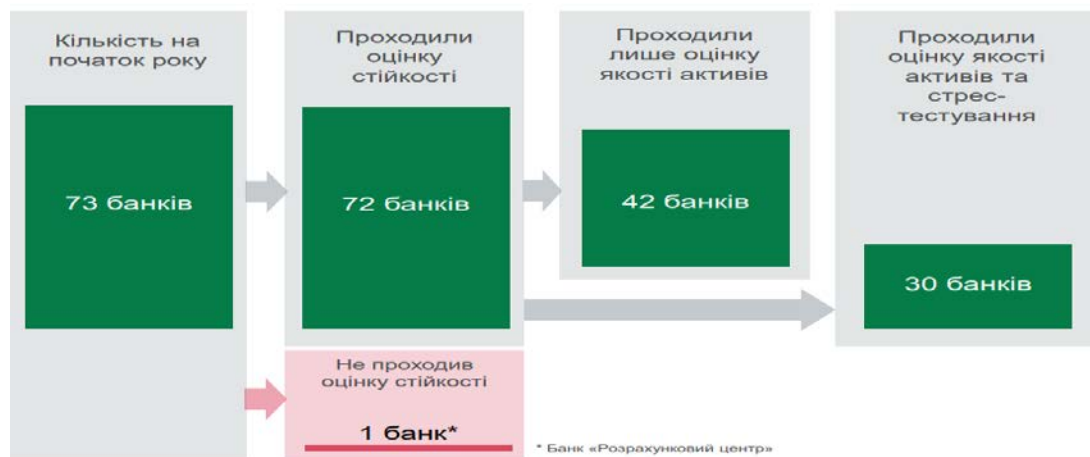 Кількість на
початок року
73 банків
Проходили
оцінку
стійкості
72 банків
Не проходив
оцінку стійкості
1 банк*
Проходили
лише оцінку
якості активів
42 банків
Проходили
оцінку якості
активів та
стрес-
тестування
30 банків
* Банк «Розрахунковий центр»